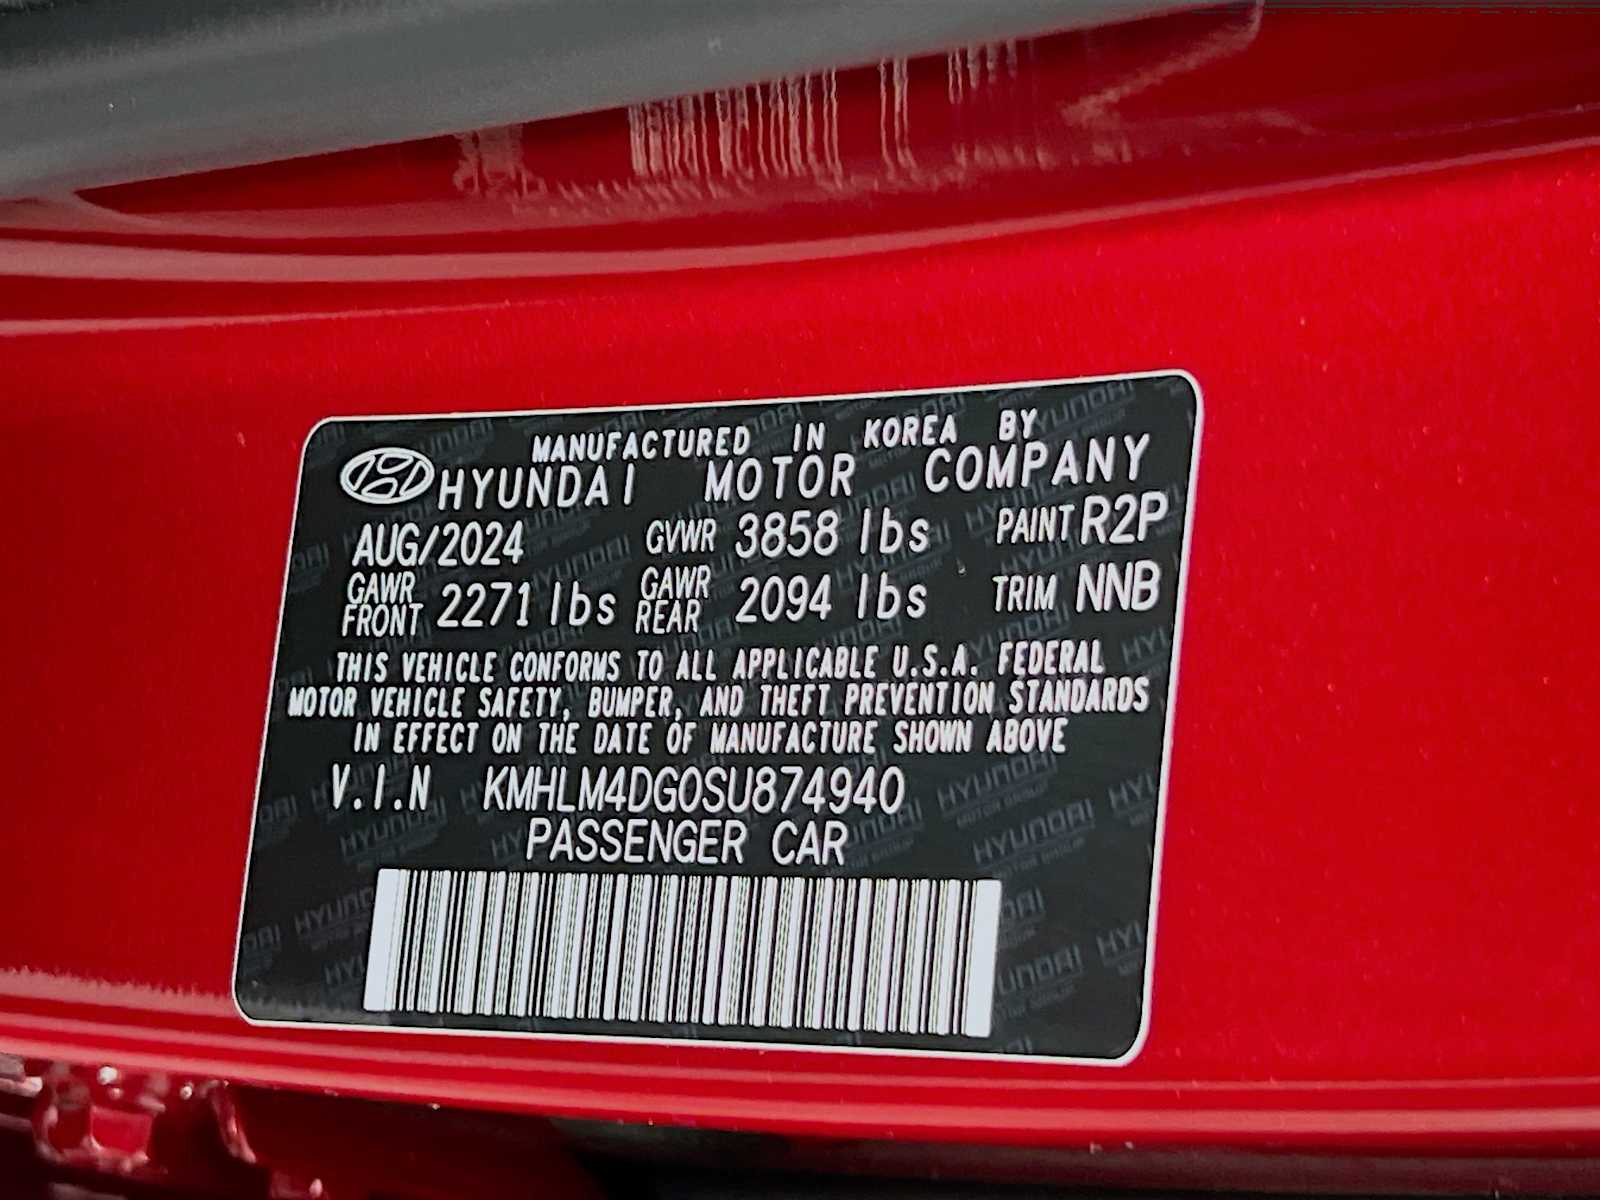 MANUFACTURED IN KOREA BY
HYUNDAI MOTOR COMPANY
AUG/2024 GVWR 3858 lbs PAINT R2P
GAWR FRONT 2271 lbs GAWR REAR 2094 lbs TRIM NNB
THIS VEHICLE CONFORMS TO ALL APPLICABLE U.S.A. FEDERAL
MOTOR VEHICLE SAFETY, BUMPER, AND THEFT PREVENTION STANDARDS
IN EFFECT ON THE DATE OF MANUFACTURE SHOWN ABOVE
V.I.N KMHLM4DG0SU874940
PASSENGER CAR